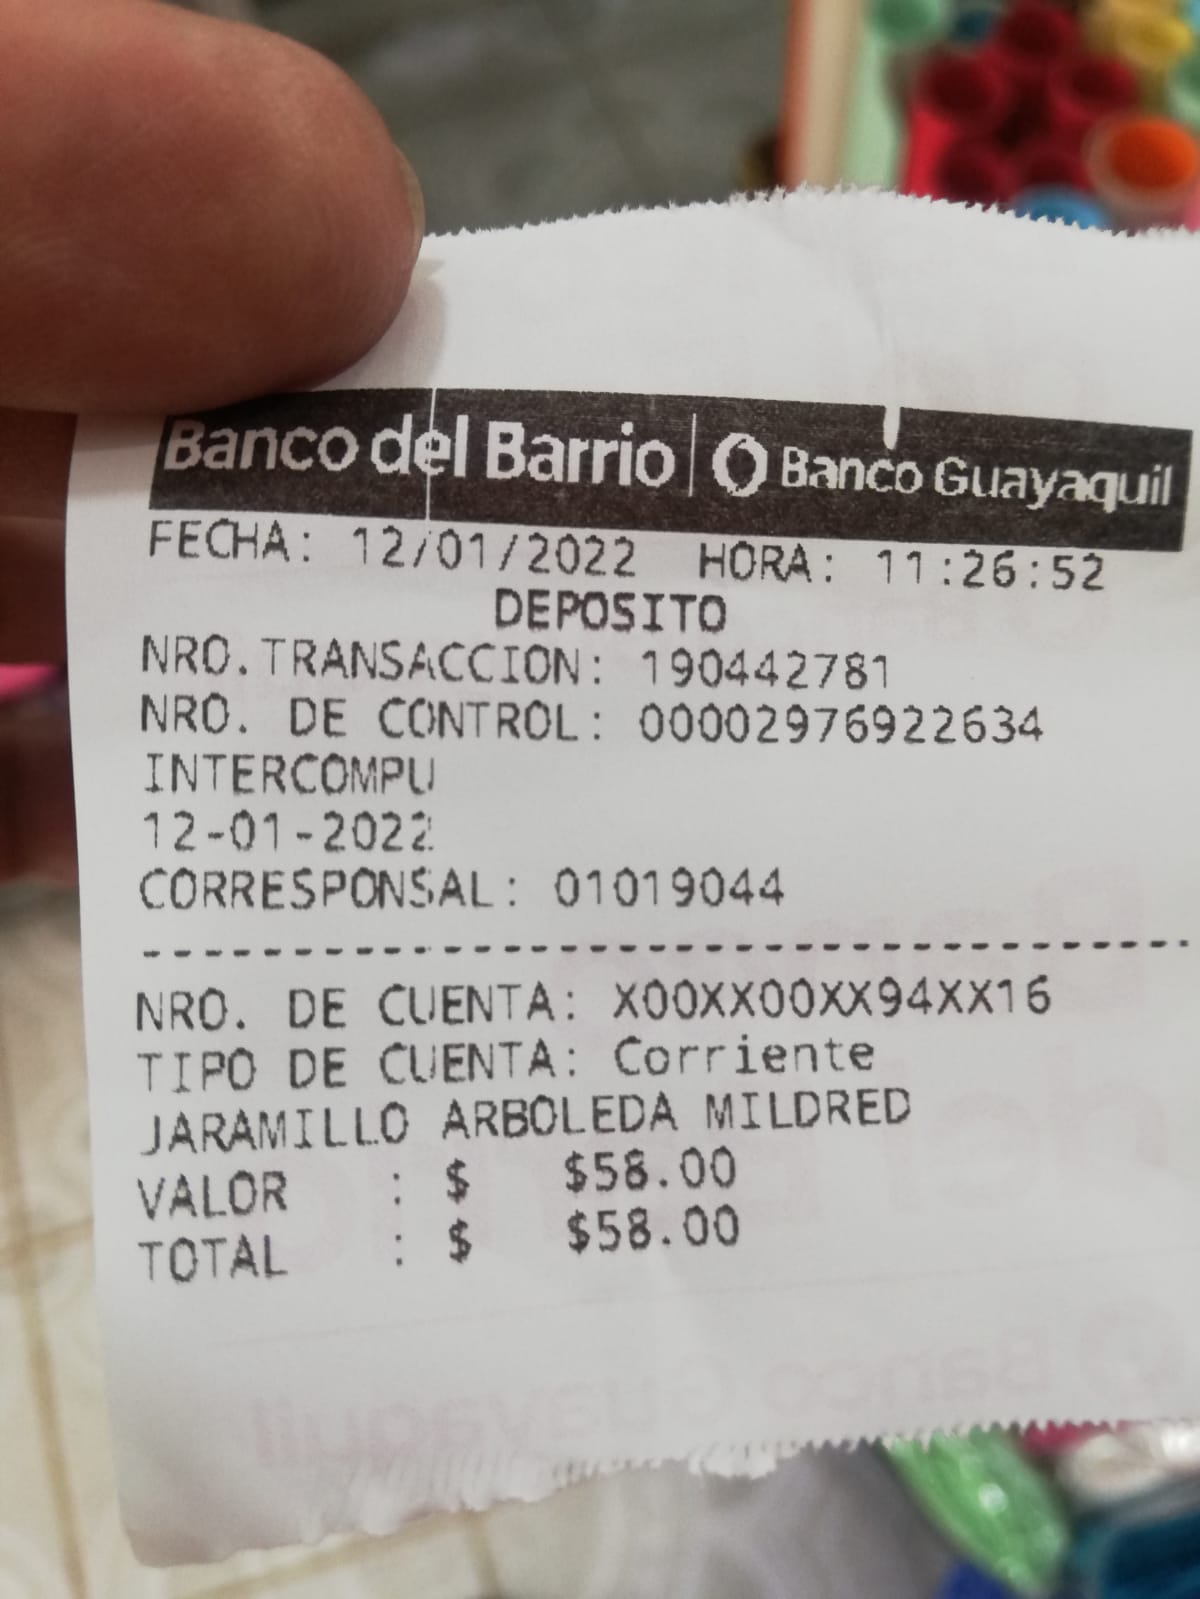 Banco del Barrio | Banco Guayaquil
FECHA: 12/01/2022 HORA: 11:26:52
DEPOSITO
NRO.TRANSACCION: 190442781
NRO. DE CONTROL: 000002976922634
INTERCOMPU
12-01-2022
CORRESPONSAL: 01019044
NRO. DE CUENTA: X00XX00XX94XX16
TIPO DE CUENTA: Corriente
JARAMILLO ARBOLEDA MILDRED
VALOR : $ $58.00
TOTAL : $ $58.00